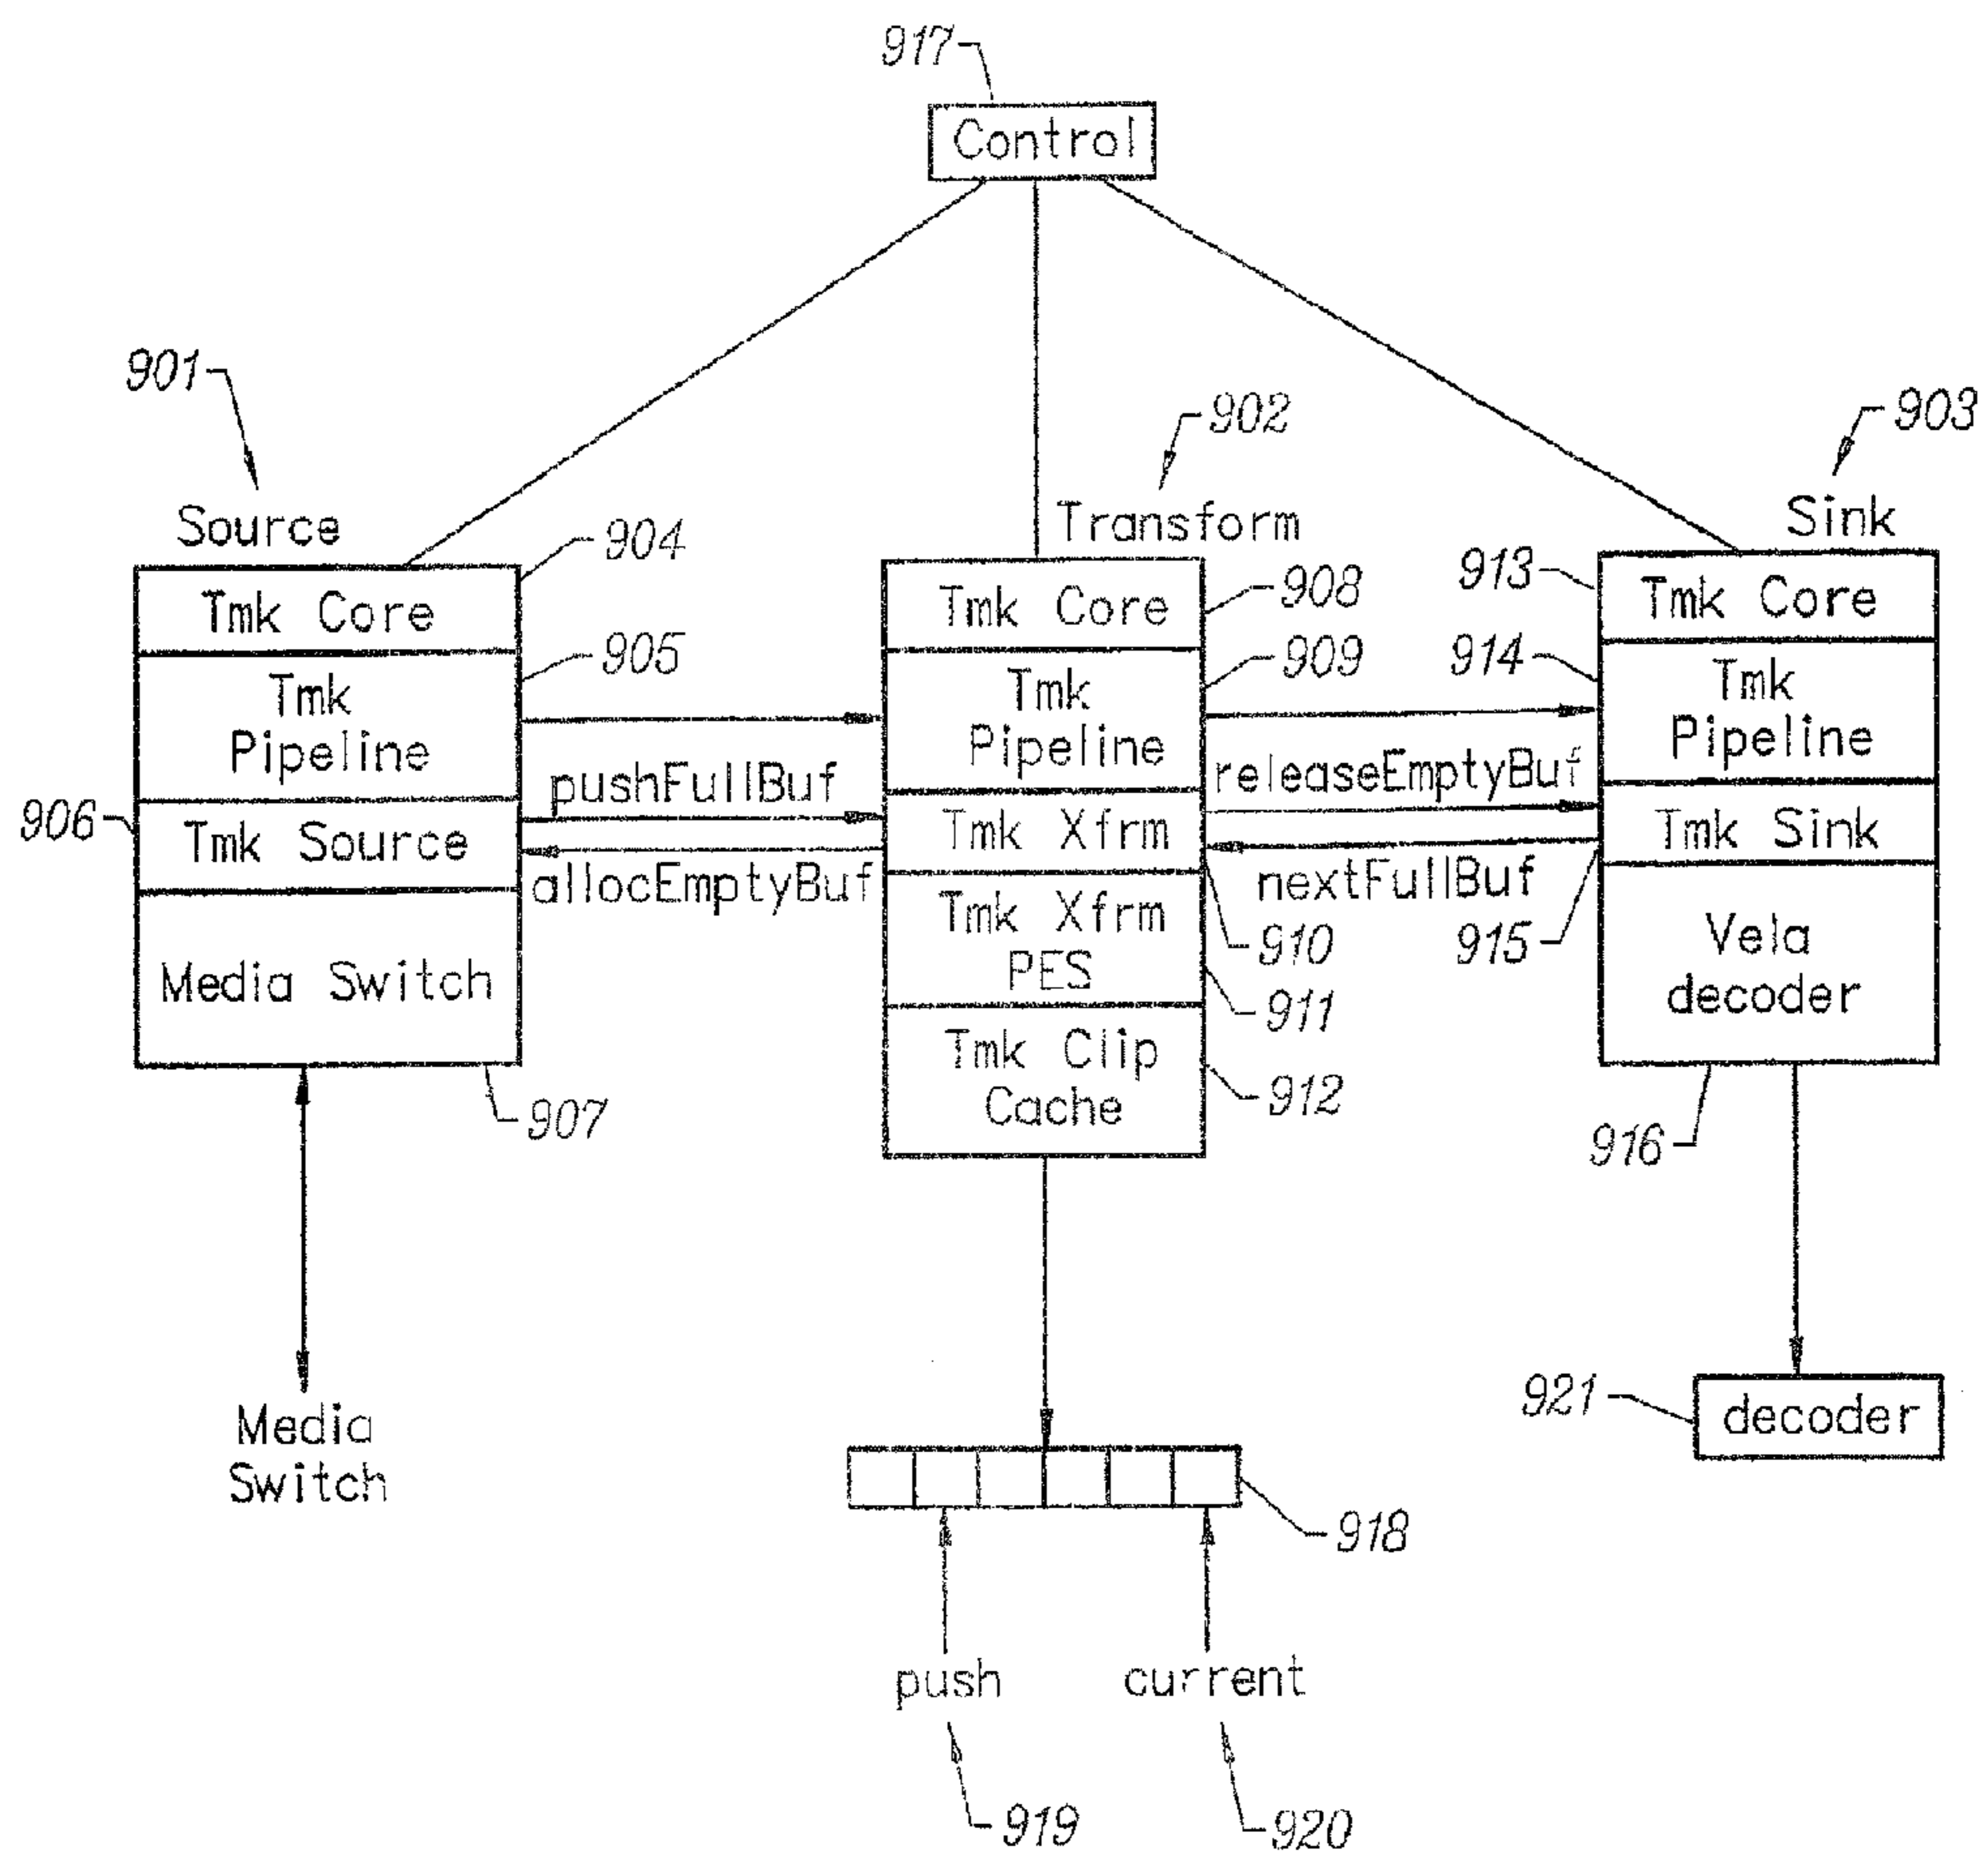 917
Control
901
902
903
Source
Transform
Sink
904
Tmk Core
905
Tmk
Pipeline
906
Tmk Source
Media Switch
907
pushFullBuf
allocEmptyBuf
908
Tmk Core
909
Tmk
Pipeline
Tmk Xfrm
910
Tmk Xfrm
PES
911
Tmk Clip
Cache
912
releaseEmptyBuf
nextFullBuf
913
Tmk Core
914
Tmk
Pipeline
Tmk Sink
915
Vela
decoder
916
Media
Switch
921
decoder
918
push
current
919
920